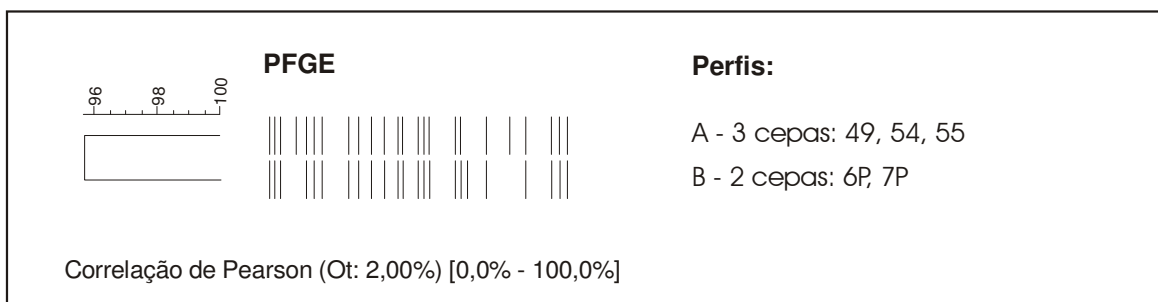 PFGE
Perfis:
96 98 100
A - 3 cepas: 49, 54, 55
B - 2 cepas: 6P, 7P
Correlação de Pearson (Ot: 2,00%) [0,0% - 100,0%]